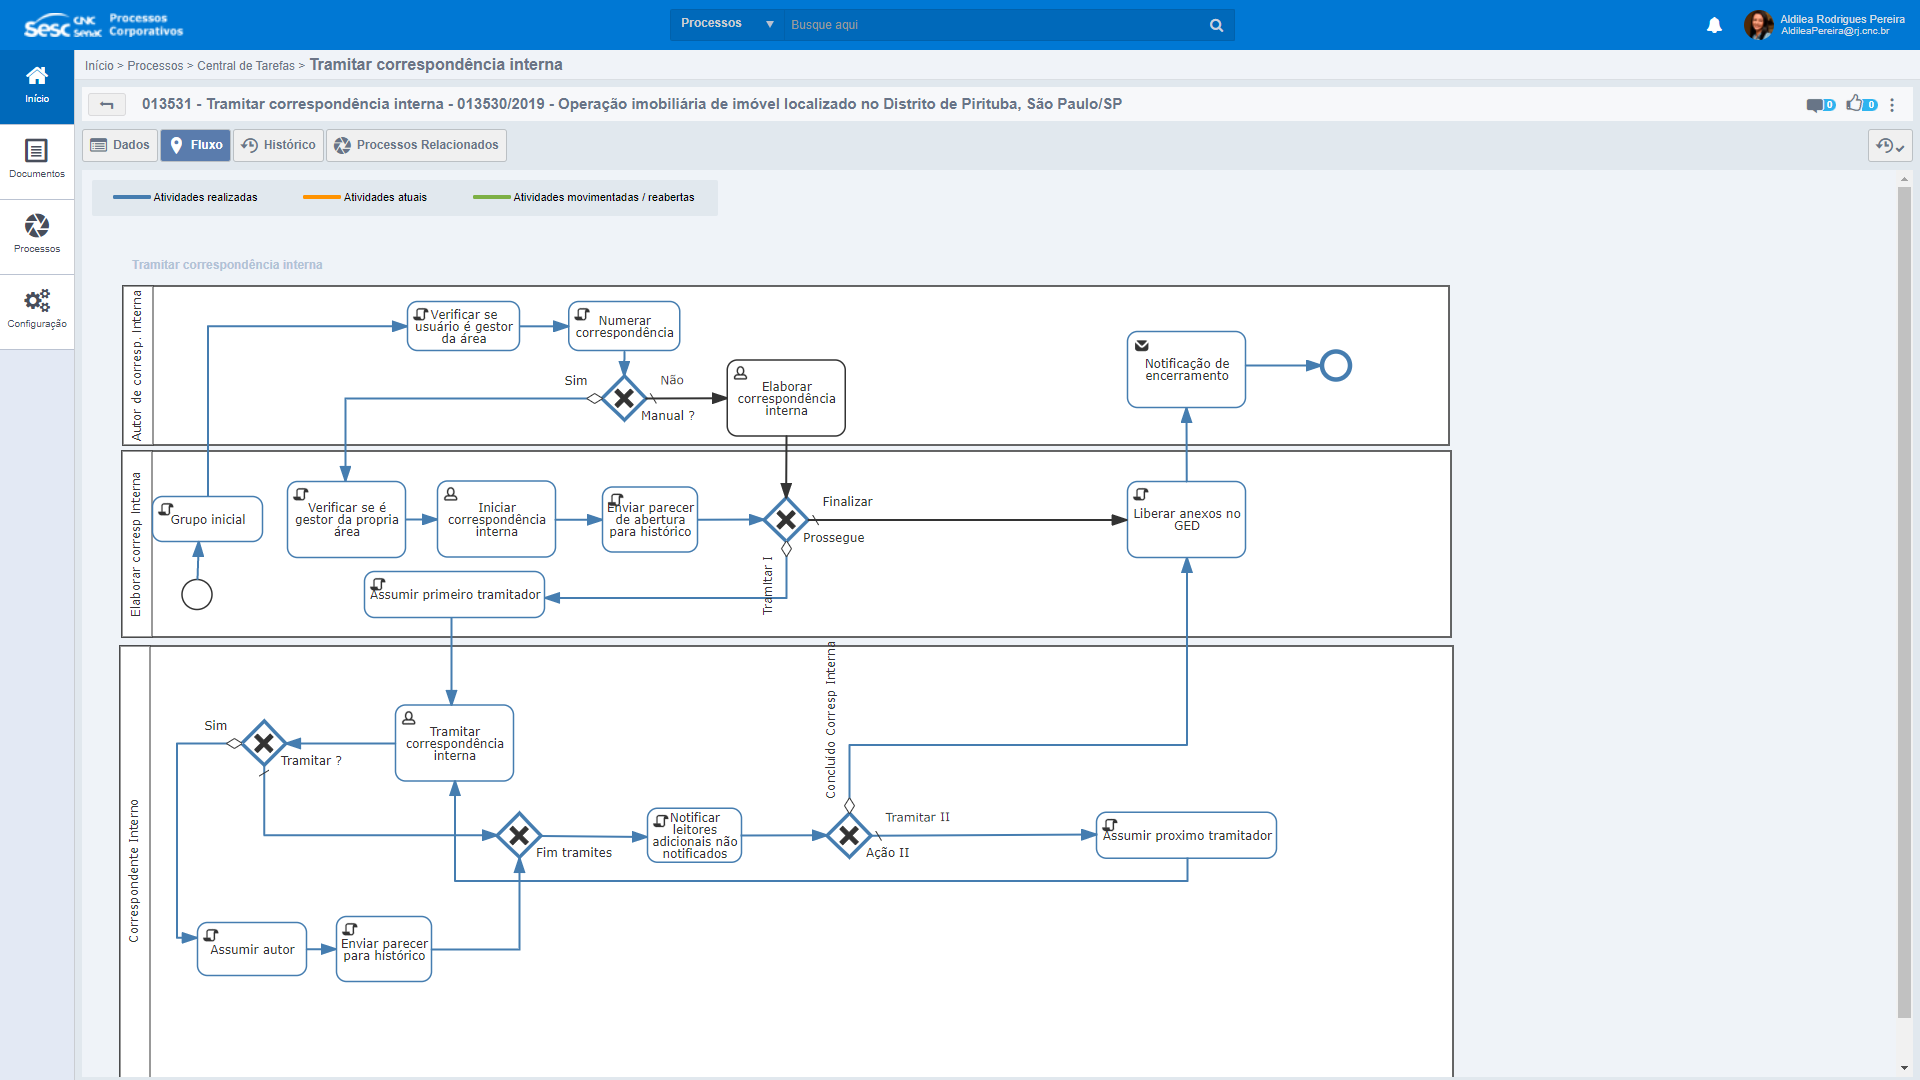 Sesc CNC Senac Processos Corporativos
Processos
Busque aqui
Aldilea Rodrigues Pereira
AldileaPereira@rj.cnc.br
Início > Processos > Central de Tarefas > Tramitar correspondência interna
Início
Documentos
Processos
Configuração
013531 - Tramitar correspondência interna - 013530/2019 - Operação imobiliária de imóvel localizado no Distrito de Pirituba, São Paulo/SP
0
0
Dados
Fluxo
Histórico
Processos Relacionados
Atividades realizadas
Atividades atuais
Atividades movimentadas / reabertas
Tramitar correspondência interna
Autor de corresp. Interna
Verificar se
usuário é gestor
da área
Numerar
correspondência
Sim
Não
Manual ?
Elaborar
correspondência
interna
Notificação de
encerramento
Elaborar corresp Interna
Grupo inicial
Verificar se é
gestor da propria
área
Iniciar
correspondência
interna
Enviar parecer
de abertura
para histórico
Finalizar
Prossegue
Tramitar I
Liberar anexos no
GED
Assumir primeiro tramitador
Correspondente Interno
Sim
Tramitar ?
Tramitar
correspondência
interna
Concluído Corresp Interna
Fim tramites
Notificar
leitores
adicionais não
notificados
Tramitar II
Ação II
Assumir proximo tramitador
Assumir autor
Enviar parecer
para histórico